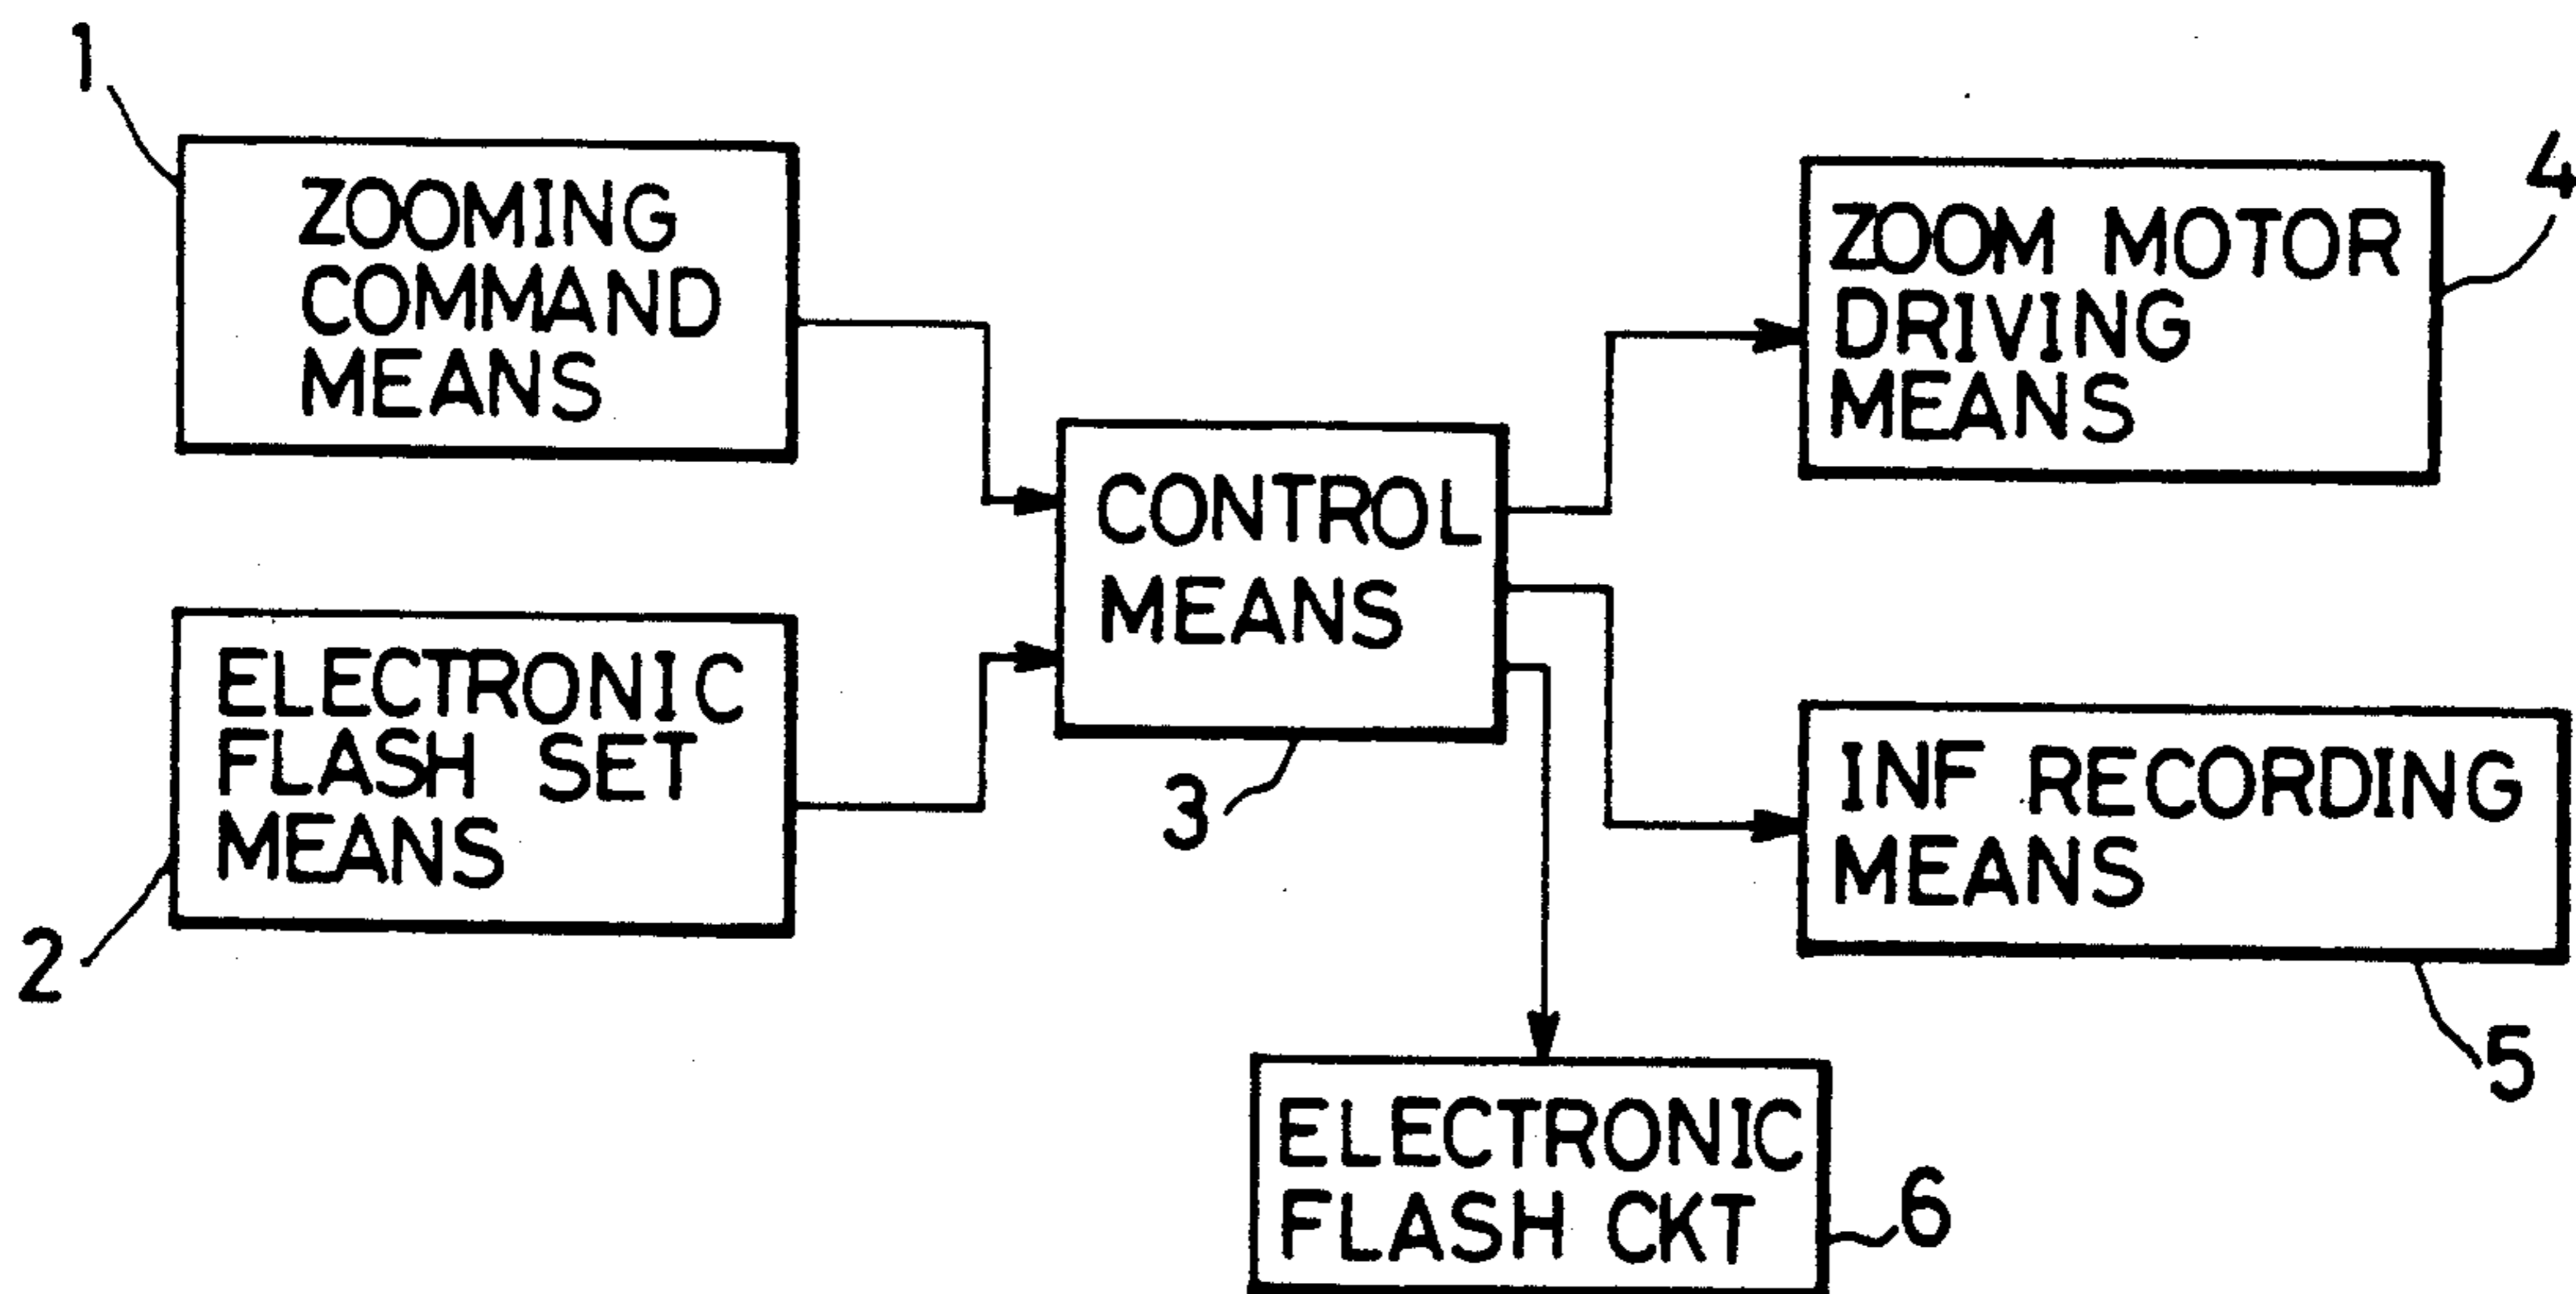 1
ZOOMING
COMMAND
MEANS
2
ELECTRONIC
FLASH SET
MEANS
CONTROL
MEANS
3
ZOOM MOTOR
DRIVING
MEANS
4
INF RECORDING
MEANS
5
ELECTRONIC
FLASH CKT
6